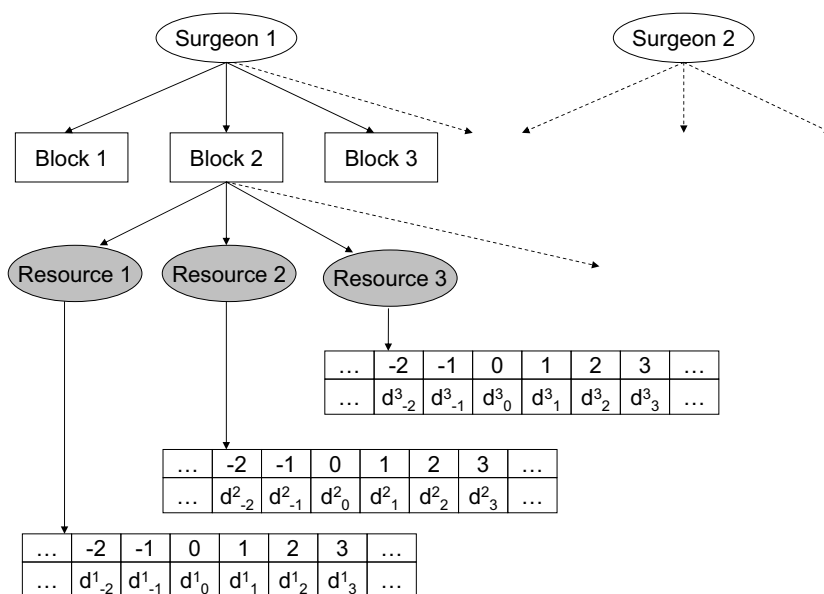 Surgeon 1 Surgeon 2
Block 1 Block 2 Block 3
Resource 1 Resource 2 Resource 3
… -2 -1 0 1 2 3 …
… d³₋₂ d³₋₁ d³₀ d³₁ d³₂ d³₃ …
… -2 -1 0 1 2 3 …
… d²₋₂ d²₋₁ d²₀ d²₁ d²₂ d²₃ …
… -2 -1 0 1 2 3 …
… d¹₋₂ d¹₋₁ d¹₀ d¹₁ d¹₂ d¹₃ …